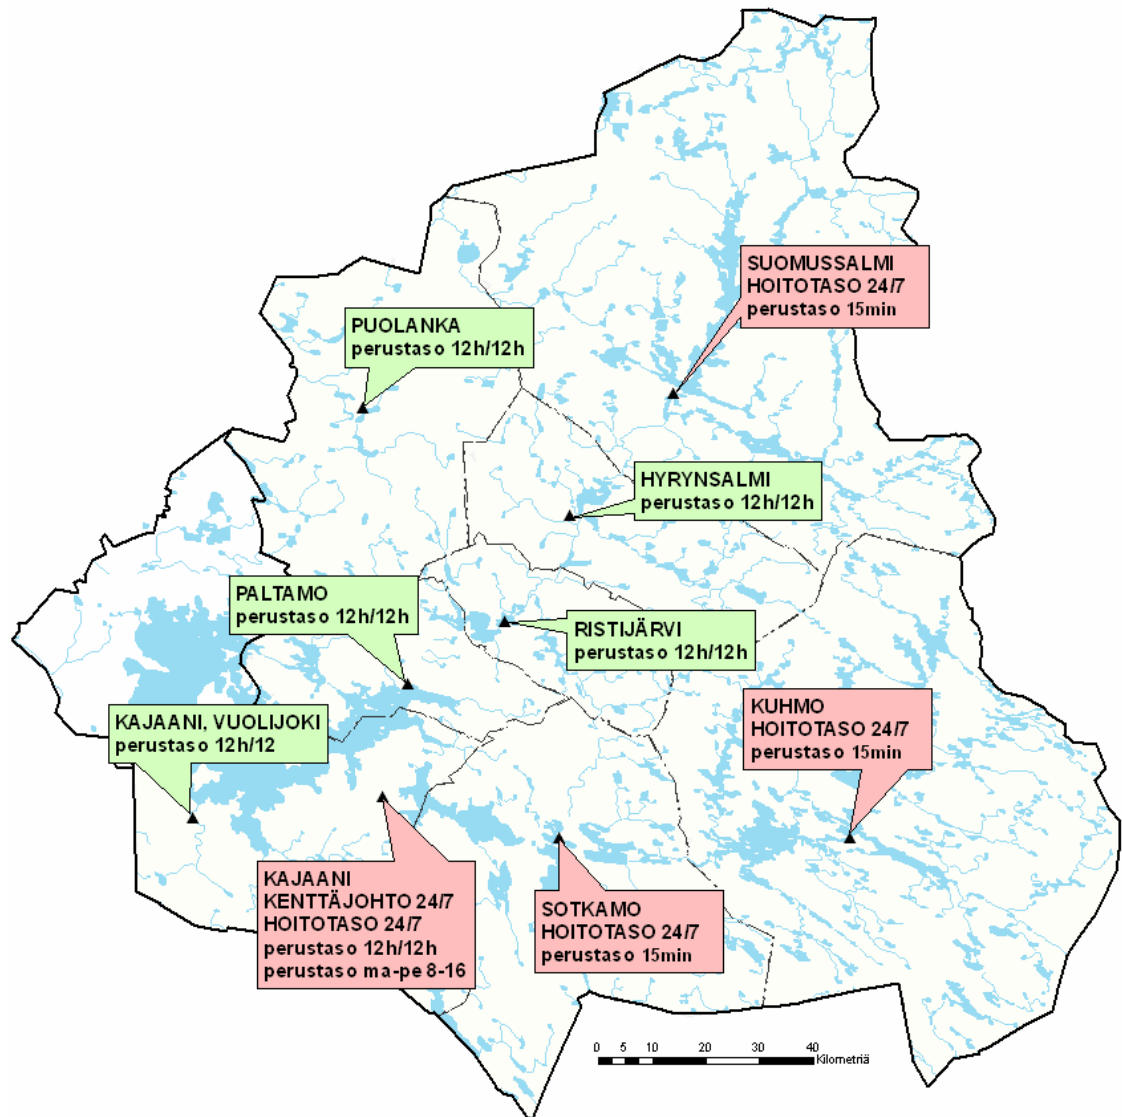 SUOMUSSALMI
HOITOTASO 24/7
perustaso 15min
PUOLANKA
perustaso 12h/12h
HYRYNSALMI
perustaso 12h/12h
PALTAMO
perustaso 12h/12h
RISTIJÄRVI
perustaso 12h/12h
KUHMO
HOITOTASO 24/7
perustaso 15min
KAJAANI, VUOLIJOKI
perustaso 12h/12
KAJAANI
KENTTÄJOHTO 24/7
HOITOTASO 24/7
perustaso 12h/12h
perustaso ma-pe 8-16
SOTKAMO
HOITOTASO 24/7
perustaso 15min
0 5 10 20 30 40
Kilometriä